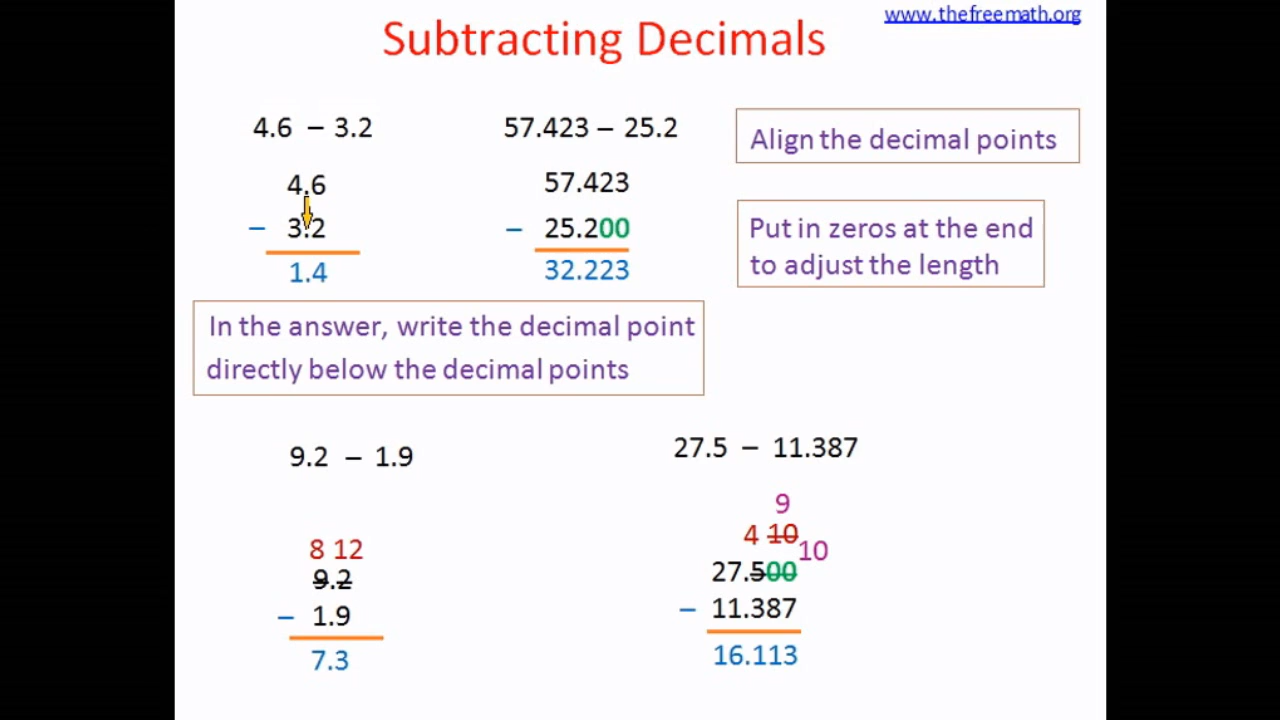 www.thefreemath.org
Subtracting Decimals
4.6 – 3.2
4.6
– 3.2
1.4
57.423 – 25.2
57.423
– 25.200
32.223
Align the decimal points
Put in zeros at the end
to adjust the length
In the answer, write the decimal point
directly below the decimal points
9.2 – 1.9
8 12
9.2
– 1.9
7.3
27.5 – 11.387
9
4 10
10
27.500
– 11.387
16.113